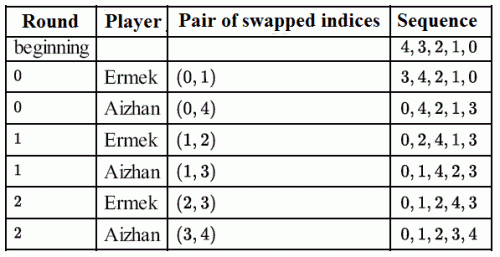 Round Player Pair of swapped indices Sequence
beginning 4, 3, 2, 1, 0
0 Ermek (0, 1) 3, 4, 2, 1, 0
0 Aizhan (0, 4) 0, 4, 2, 1, 3
1 Ermek (1, 2) 0, 2, 4, 1, 3
1 Aizhan (1, 3) 0, 1, 4, 2, 3
2 Ermek (2, 3) 0, 1, 2, 4, 3
2 Aizhan (3, 4) 0, 1, 2, 3, 4